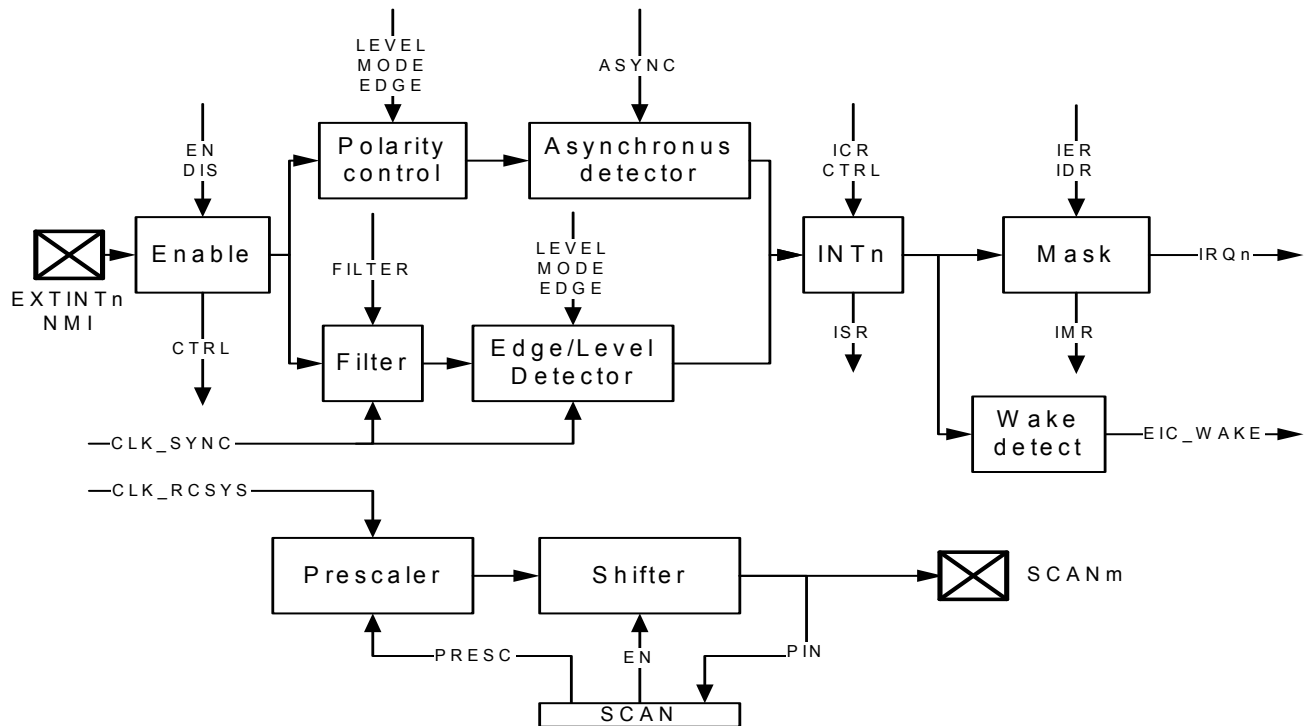 LEVEL
MODE
EDGE
ASYNC
EN
DIS
Polarity
control
Asynchronus
detector
ICR
CTRL
IER
IDR
Enable
EXTINTn
NMI
FILTER
LEVEL
MODE
EDGE
INTn
Mask
IRQn
CTRL
Filter
Edge/Level
Detector
ISR
IMR
CLK_SYNC
Wake
detect
EIC_WAKE
CLK_RCSYS
Prescaler
Shifter
SCANm
PRESC
EN
PIN
SCAN